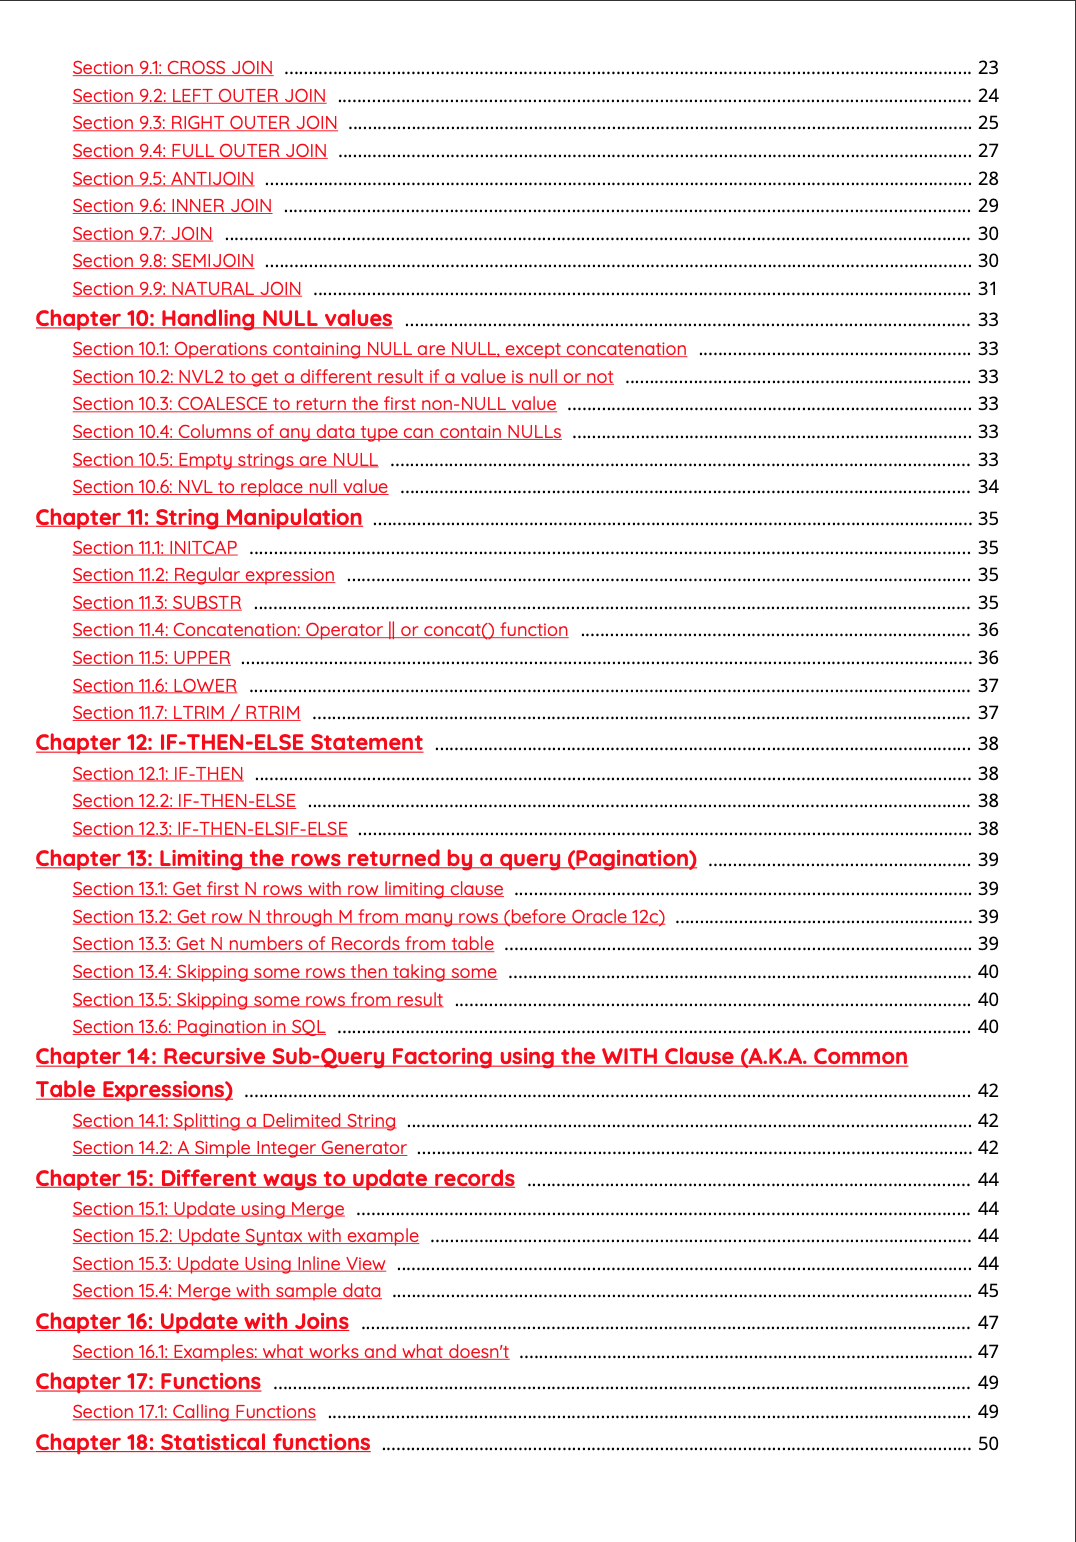 Section 9.1: CROSS JOIN ........ 23
Section 9.2: LEFT OUTER JOIN ........ 24
Section 9.3: RIGHT OUTER JOIN ........ 25
Section 9.4: FULL OUTER JOIN ........ 27
Section 9.5: ANTIJOIN ........ 28
Section 9.6: INNER JOIN ........ 29
Section 9.7: JOIN ........ 30
Section 9.8: SEMIJOIN ........ 30
Section 9.9: NATURAL JOIN ........ 31
Chapter 10: Handling NULL values ........ 33
Section 10.1: Operations containing NULL are NULL, except concatenation ........ 33
Section 10.2: NVL2 to get a different result if a value is null or not ........ 33
Section 10.3: COALESCE to return the first non-NULL value ........ 33
Section 10.4: Columns of any data type can contain NULLs ........ 33
Section 10.5: Empty strings are NULL ........ 33
Section 10.6: NVL to replace null value ........ 34
Chapter 11: String Manipulation ........ 35
Section 11.1: INITCAP ........ 35
Section 11.2: Regular expression ........ 35
Section 11.3: SUBSTR ........ 35
Section 11.4: Concatenation: Operator || or concat() function ........ 36
Section 11.5: UPPER ........ 36
Section 11.6: LOWER ........ 37
Section 11.7: LTRIM / RTRIM ........ 37
Chapter 12: IF-THEN-ELSE Statement ........ 38
Section 12.1: IF-THEN ........ 38
Section 12.2: IF-THEN-ELSE ........ 38
Section 12.3: IF-THEN-ELSIF-ELSE ........ 38
Chapter 13: Limiting the rows returned by a query (Pagination) ........ 39
Section 13.1: Get first N rows with row limiting clause ........ 39
Section 13.2: Get row N through M from many rows (before Oracle 12c) ........ 39
Section 13.3: Get N numbers of Records from table ........ 39
Section 13.4: Skipping some rows then taking some ........ 40
Section 13.5: Skipping some rows from result ........ 40
Section 13.6: Pagination in SQL ........ 40
Chapter 14: Recursive Sub-Query Factoring using the WITH Clause (A.K.A. Common
Table Expressions) ........ 42
Section 14.1: Splitting a Delimited String ........ 42
Section 14.2: A Simple Integer Generator ........ 42
Chapter 15: Different ways to update records ........ 44
Section 15.1: Update using Merge ........ 44
Section 15.2: Update Syntax with example ........ 44
Section 15.3: Update Using Inline View ........ 44
Section 15.4: Merge with sample data ........ 45
Chapter 16: Update with Joins ........ 47
Section 16.1: Examples: what works and what doesn't ........ 47
Chapter 17: Functions ........ 49
Section 17.1: Calling Functions ........ 49
Chapter 18: Statistical functions ........ 50